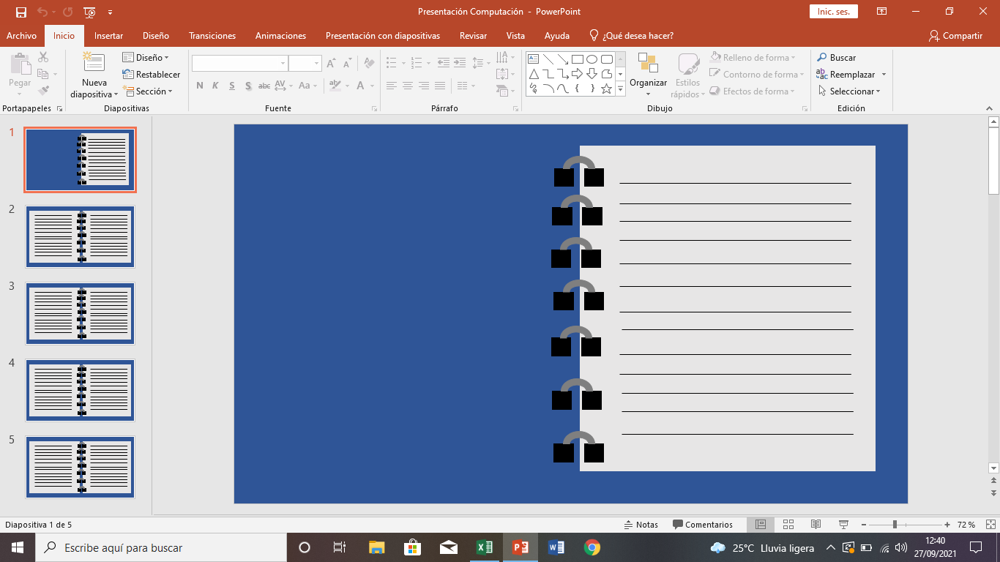 Presentación Computación - PowerPoint
Inic. ses.
Archivo Inicio Insertar Diseño Transiciones Animaciones Presentación con diapositivas Revisar Vista Ayuda ¿Qué desea hacer? Compartir
Pegar
Portapapeles
Nueva
diapositiva
Diseño
Restablecer
Sección
Diapositivas
N K S S abc AV Aa A
Fuente
Párrafo
Organizar
Estilos
rápidos
Relleno de forma
Contorno de forma
Efectos de forma
Dibujo
Buscar
Reemplazar
Seleccionar
Edición
1
2
3
4
5
Diapositiva 1 de 5
Notas
Comentarios
72 %
Escribe aquí para buscar
25°C Lluvia ligera
12:40
27/09/2021